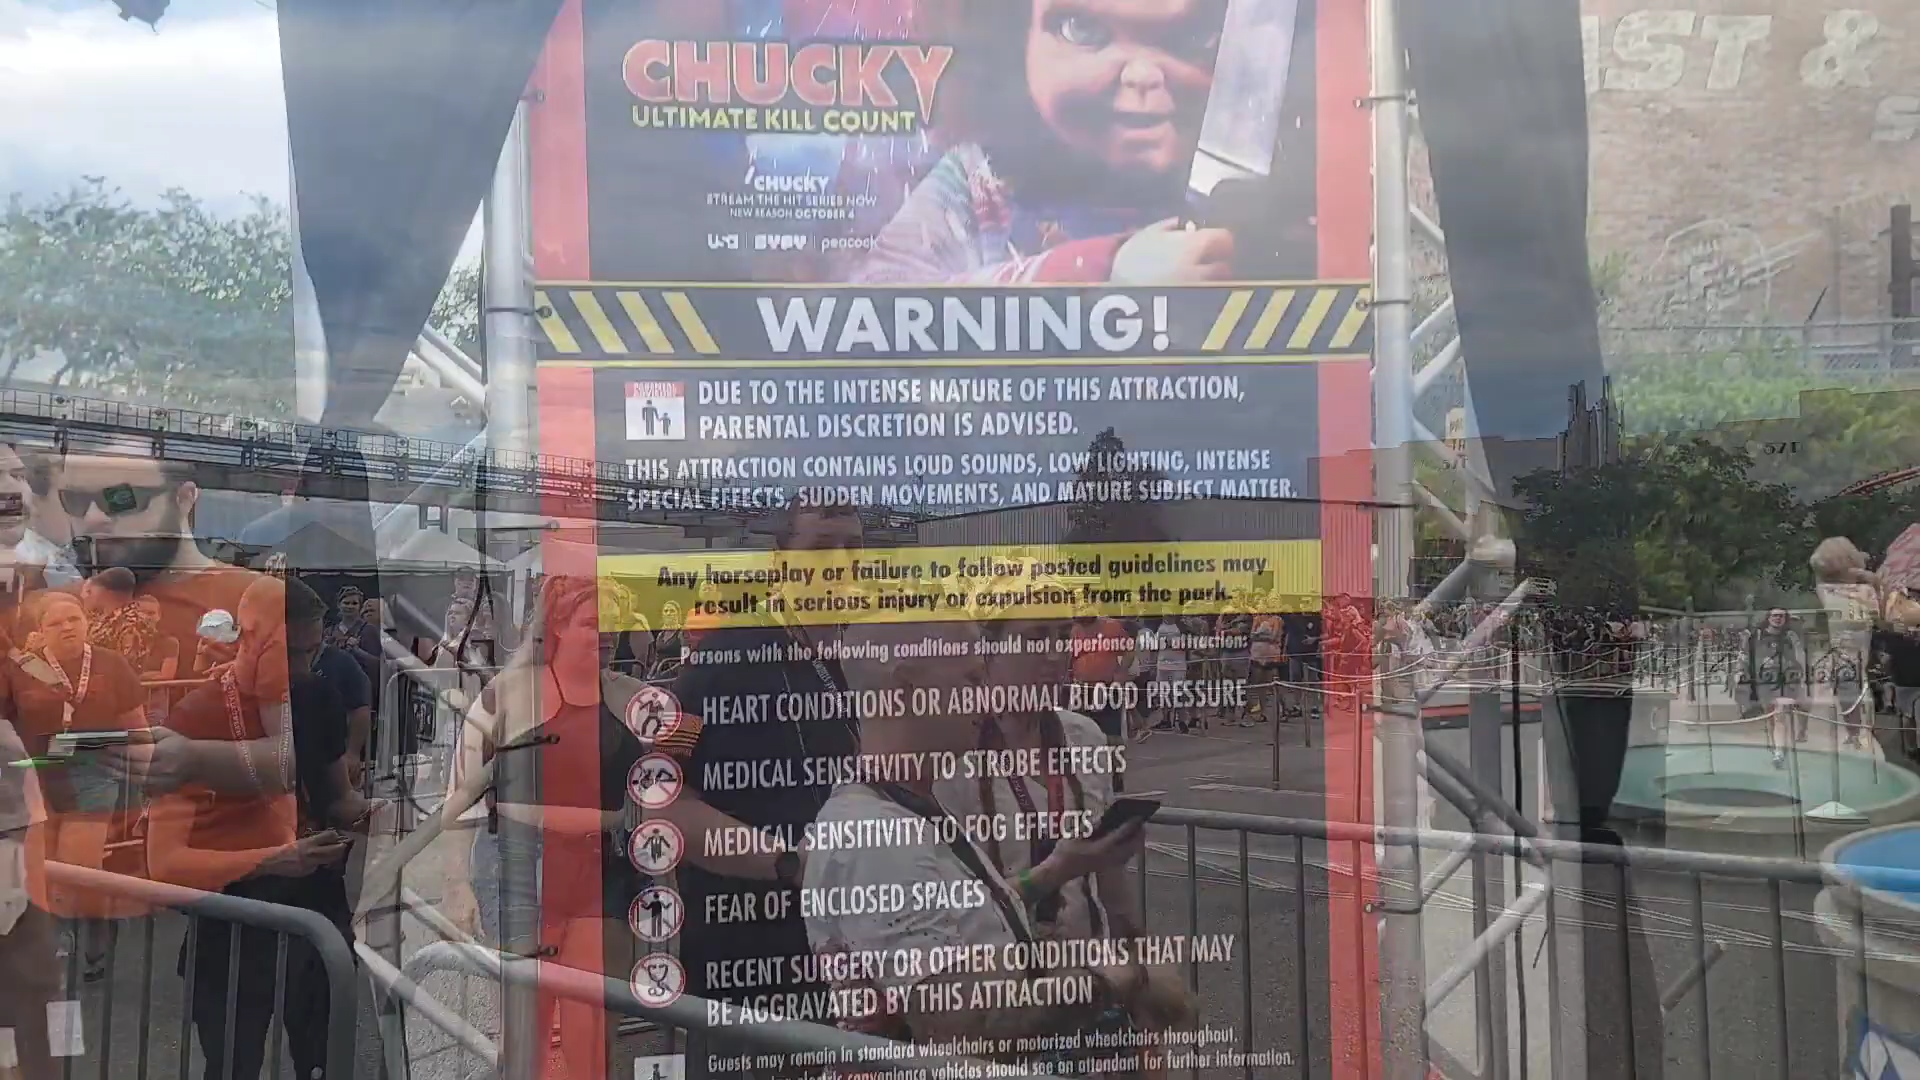 CHUCKY
ULTIMATE KILL COUNT
CHUCKY
STREAM THE HIT SERIES NOW
NEW SEASON OCTOBER 4
USA | SYFY | peacock
ST &
WARNING!
DUE TO THE INTENSE NATURE OF THIS ATTRACTION,
PARENTAL DISCRETION IS ADVISED.
THIS ATTRACTION CONTAINS LOUD SOUNDS, LOW LIGHTING, INTENSE
SPECIAL EFFECTS, SUDDEN MOVEMENTS, AND MATURE SUBJECT MATTER.
Any horseplay or failure to follow posted guidelines may
result in serious injury or expulsion from the park.
Persons with the following conditions should not experience this attraction:
HEART CONDITIONS OR ABNORMAL BLOOD PRESSURE
MEDICAL SENSITIVITY TO STROBE EFFECTS
MEDICAL SENSITIVITY TO FOG EFFECTS
FEAR OF ENCLOSED SPACES
RECENT SURGERY OR OTHER CONDITIONS THAT MAY
BE AGGRAVATED BY THIS ATTRACTION
Guests may remain in standard wheelchairs or motorized wheelchairs throughout.
electric convenience vehicles should see an attendant for further information.